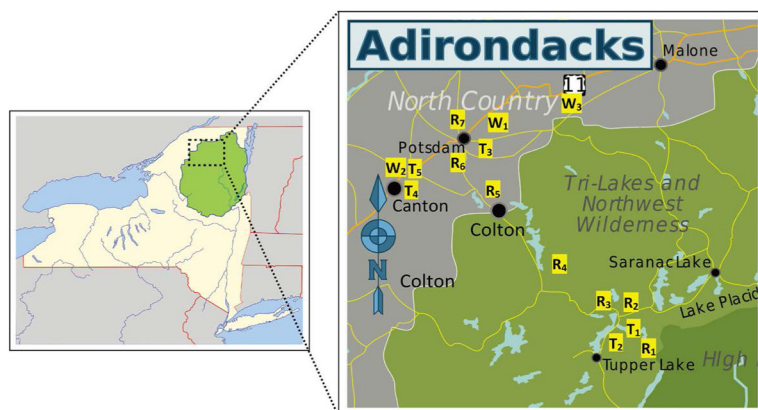 Adirondacks
Malone
11
North Country
W3
R7
W1
Potsdam
T3
R6
W2 T5
T4
R5
Canton
Colton
Tri-Lakes and
Northwest
Wilderness
N
Colton
R4
Saranac Lake
R3 R2
Lake Placid
T1
T2
R1
Tupper Lake
HIgh